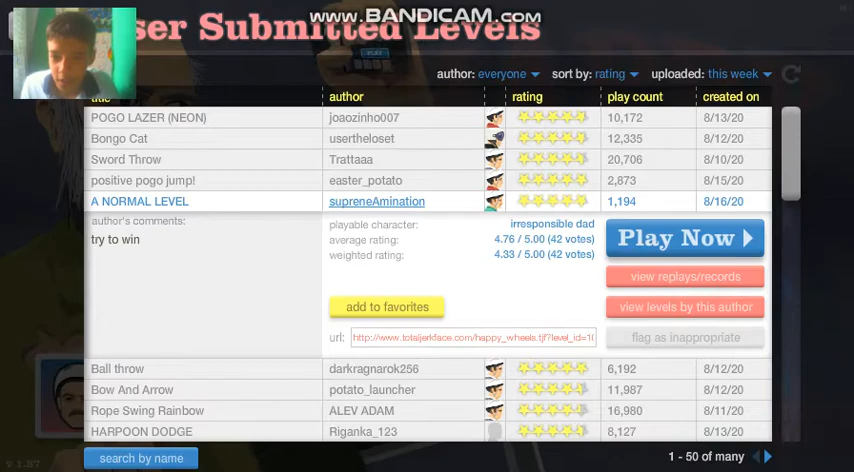 www.BANDICAM.com
ser Submitted Levels
author: everyone sort by: rating uploaded: this week
title author rating play count created on
POGO LAZER (NEON) joaozinho007 10,172 8/13/20
Bongo Cat usertheloset 12,335 8/12/20
Sword Throw Trattaaa 20,706 8/10/20
positive pogo jump! easter_potato 2,873 8/15/20
A NORMAL LEVEL supreneAmination 1,194 8/16/20
author's comments:
try to win
playable character: irresponsible dad
average rating: 4.76 / 5.00 (42 votes)
weighted rating: 4.33 / 5.00 (42 votes)
Play Now
view replays/records
add to favorites
view levels by this author
url: http://www.totaljerkface.com/happy_wheels.tjf?level_id=10
flag as inappropriate
Ball throw darkragnarok256 6,192 8/12/20
Bow And Arrow potato_launcher 11,987 8/12/20
Rope Swing Rainbow ALEV ADAM 16,980 8/11/20
HARPOON DODGE Riganka_123 8,127 8/13/20
search by name
1 - 50 of many
v 1.87